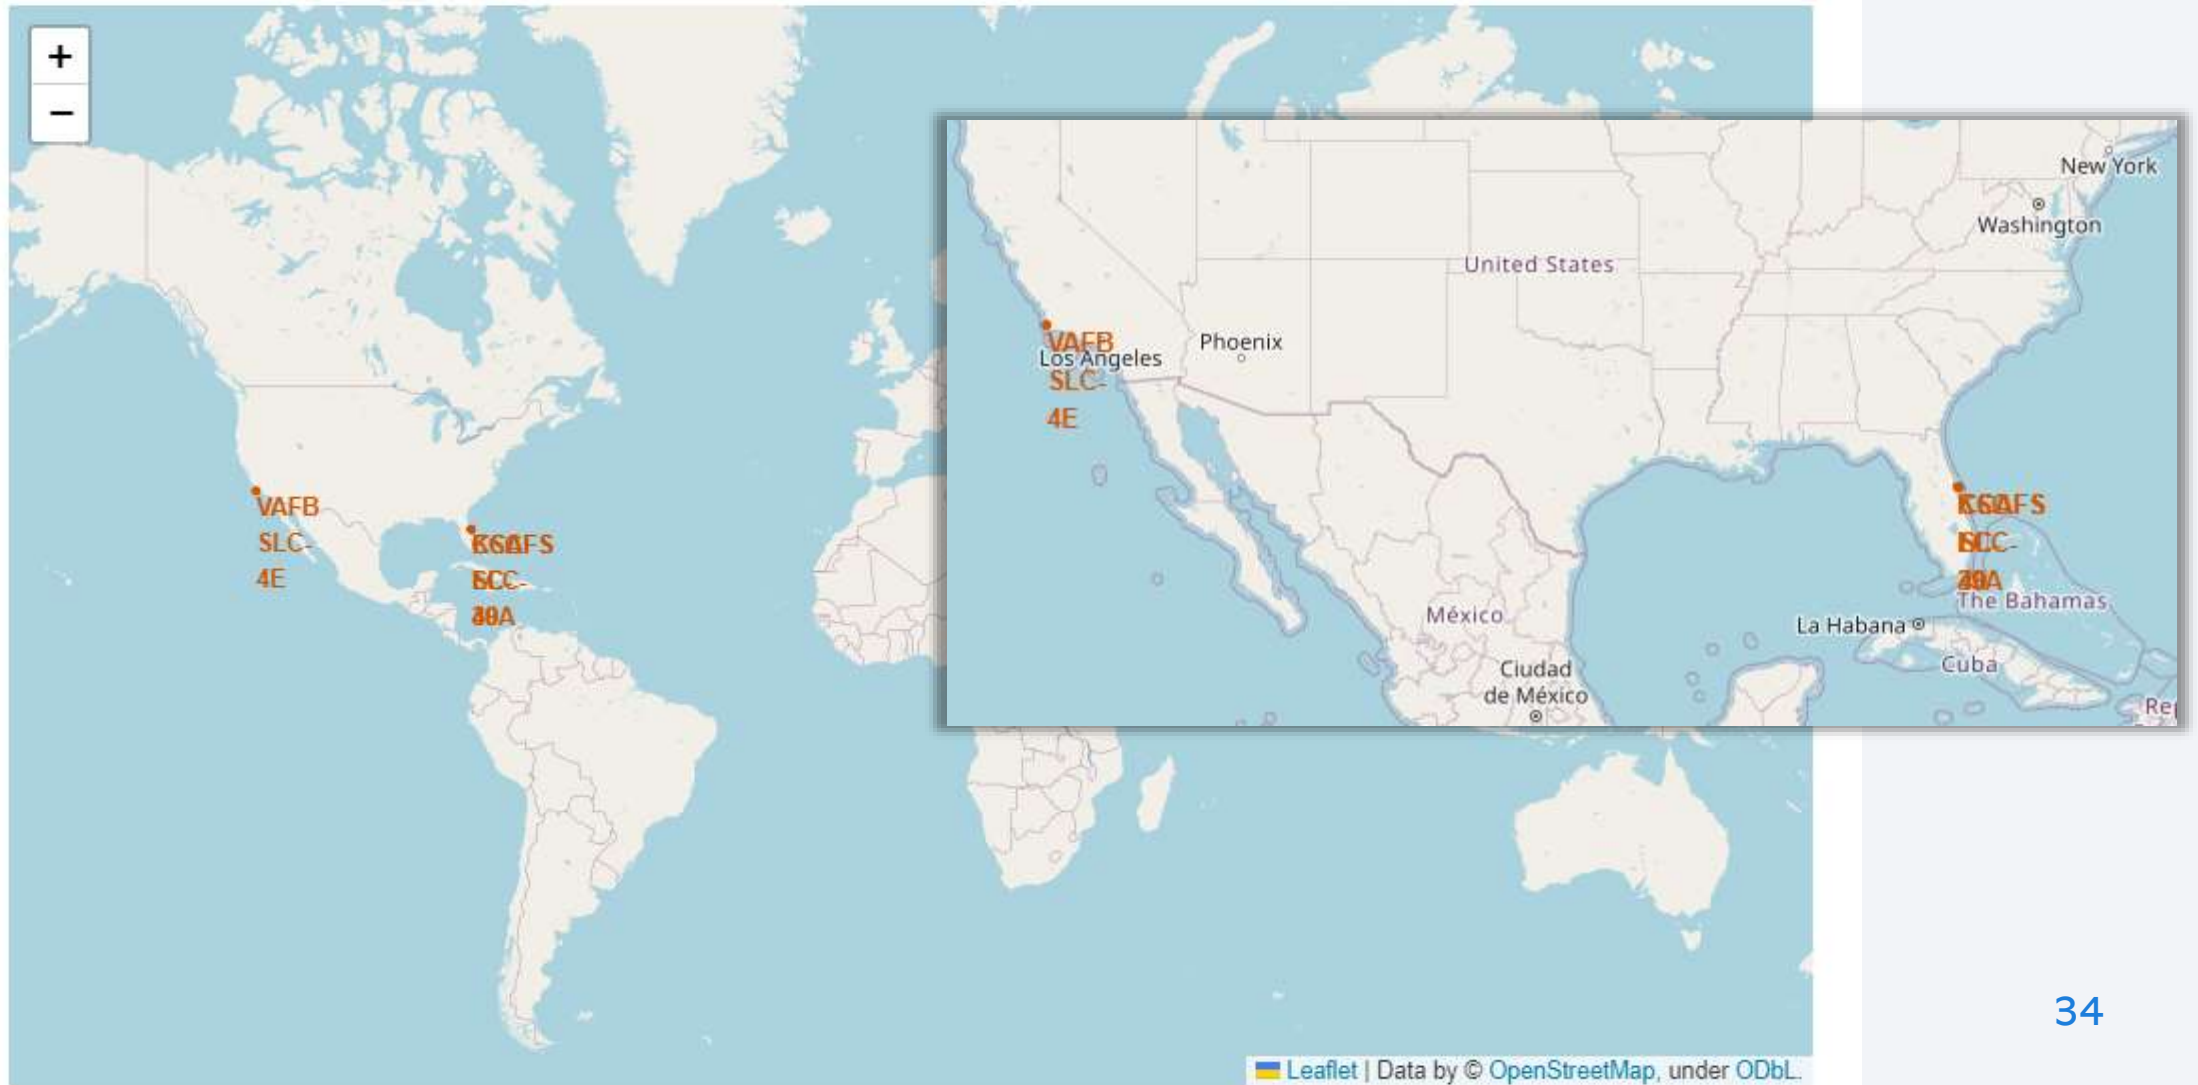 +
−
VAFB
SLC-
4E
New York
Washington
United States
VAFB
Los Angeles
SLC-
4E
Phoenix
México
Ciudad
de México
La Habana
The Bahamas
Cuba
34
Leaflet | Data by © OpenStreetMap, under ODbL.